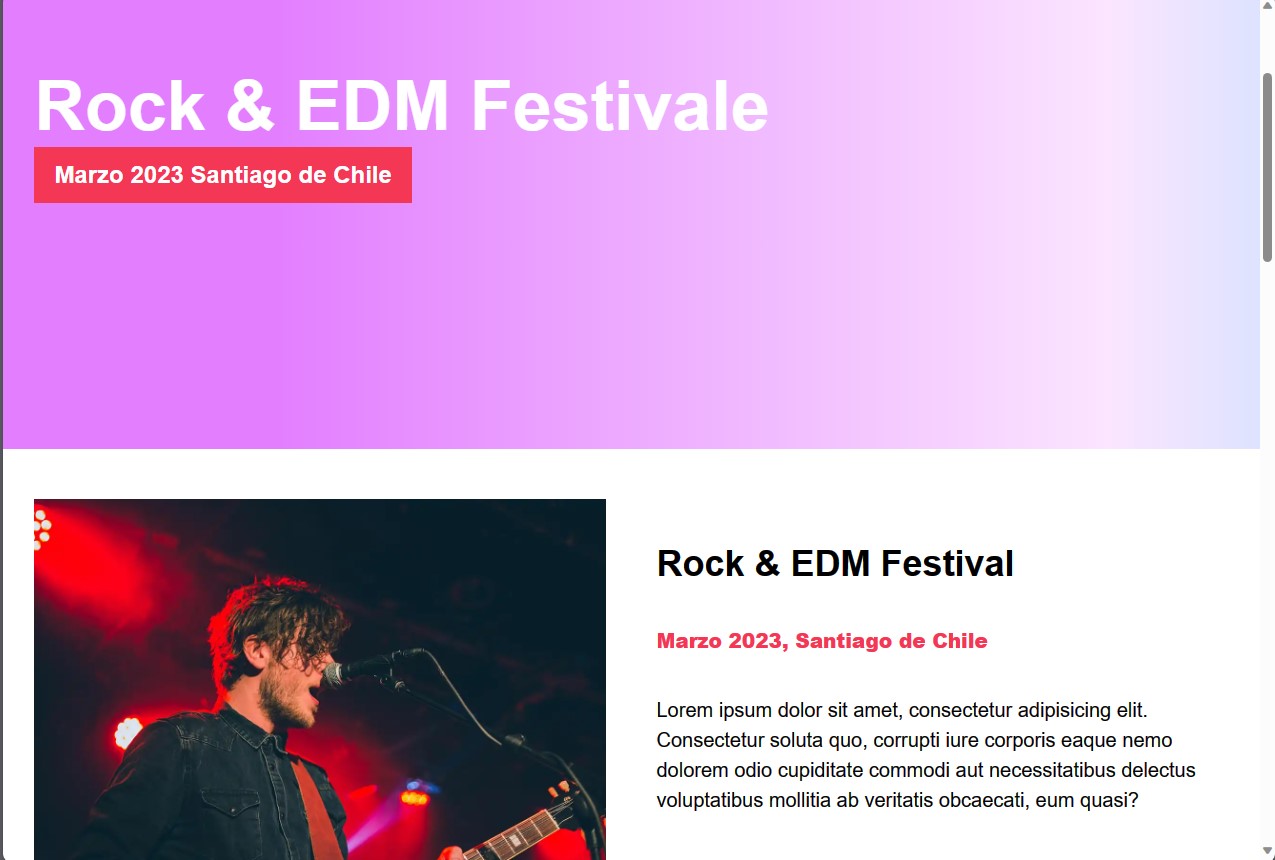 Rock & EDM Festivale
Marzo 2023 Santiago de Chile
Rock & EDM Festival
Marzo 2023, Santiago de Chile
Lorem ipsum dolor sit amet, consectetur adipisicing elit.
Consectetur soluta quo, corrupti iure corporis eaque nemo
dolorem odio cupiditate commodi aut necessitatibus delectus
voluptatibus mollitia ab veritatis obcaecati, eum quasi?